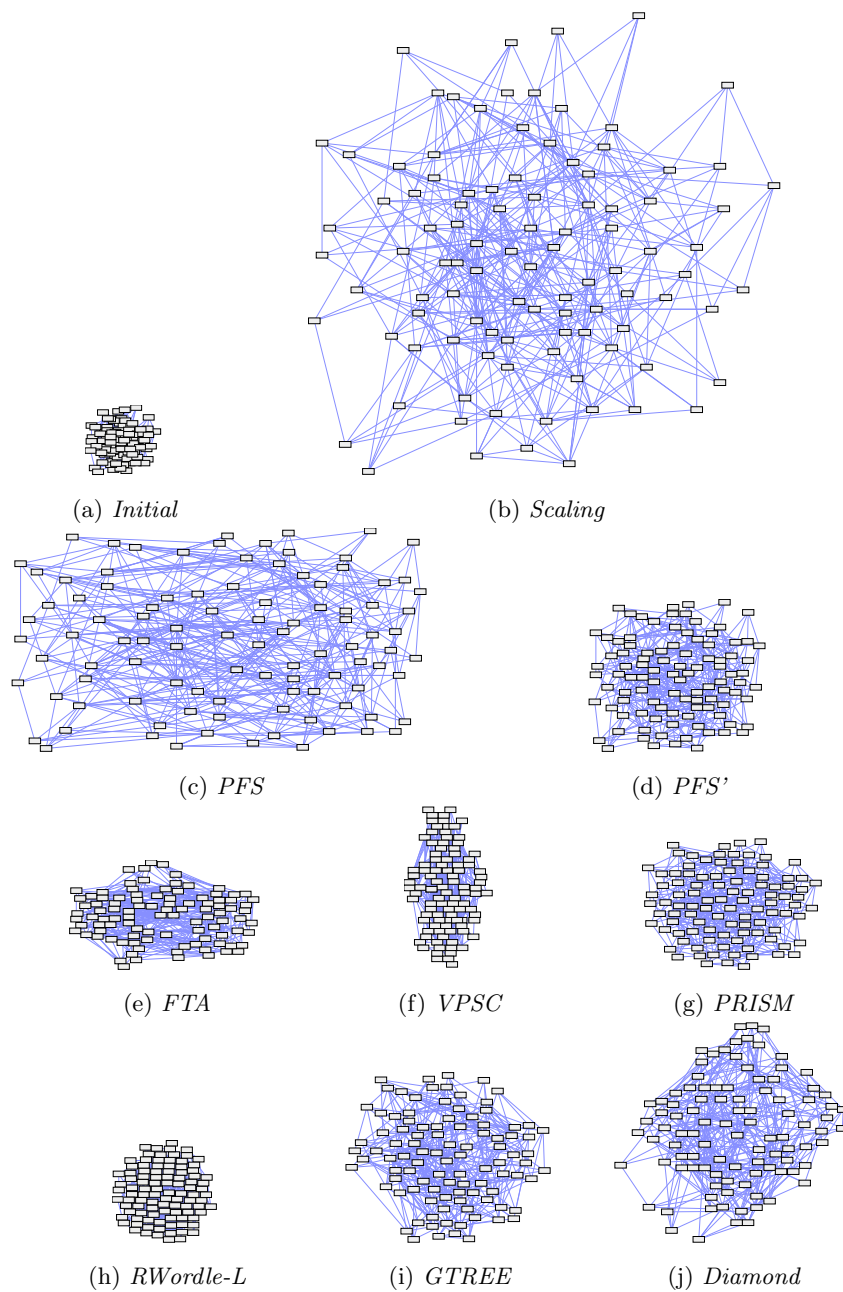 (a) Initial
(b) Scaling
(c) PFS
(d) PFS'
(e) FTA
(f) VPSC
(g) PRISM
(h) RWordle-L
(i) GTREE
(j) Diamond